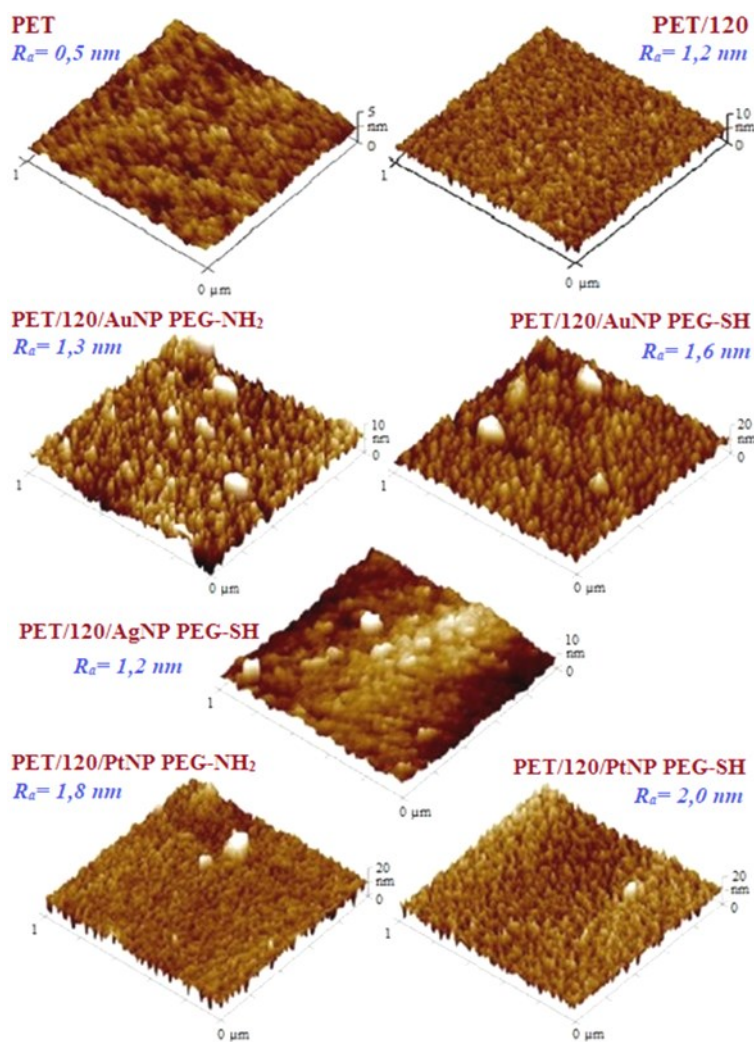 PET
Rₐ= 0,5 nm
5
nm
0
1
0 µm
PET/120
Rₐ= 1,2 nm
10
nm
0
1
0 µm
PET/120/AuNP PEG-NH₂
Rₐ= 1,3 nm
10
nm
0
1
0 µm
PET/120/AuNP PEG-SH
Rₐ= 1,6 nm
20
nm
0
1
0 µm
PET/120/AgNP PEG-SH
Rₐ= 1,2 nm
10
nm
0
1
0 µm
PET/120/PtNP PEG-NH₂
Rₐ= 1,8 nm
20
nm
0
1
0 µm
PET/120/PtNP PEG-SH
Rₐ= 2,0 nm
20
nm
0
1
0 µm